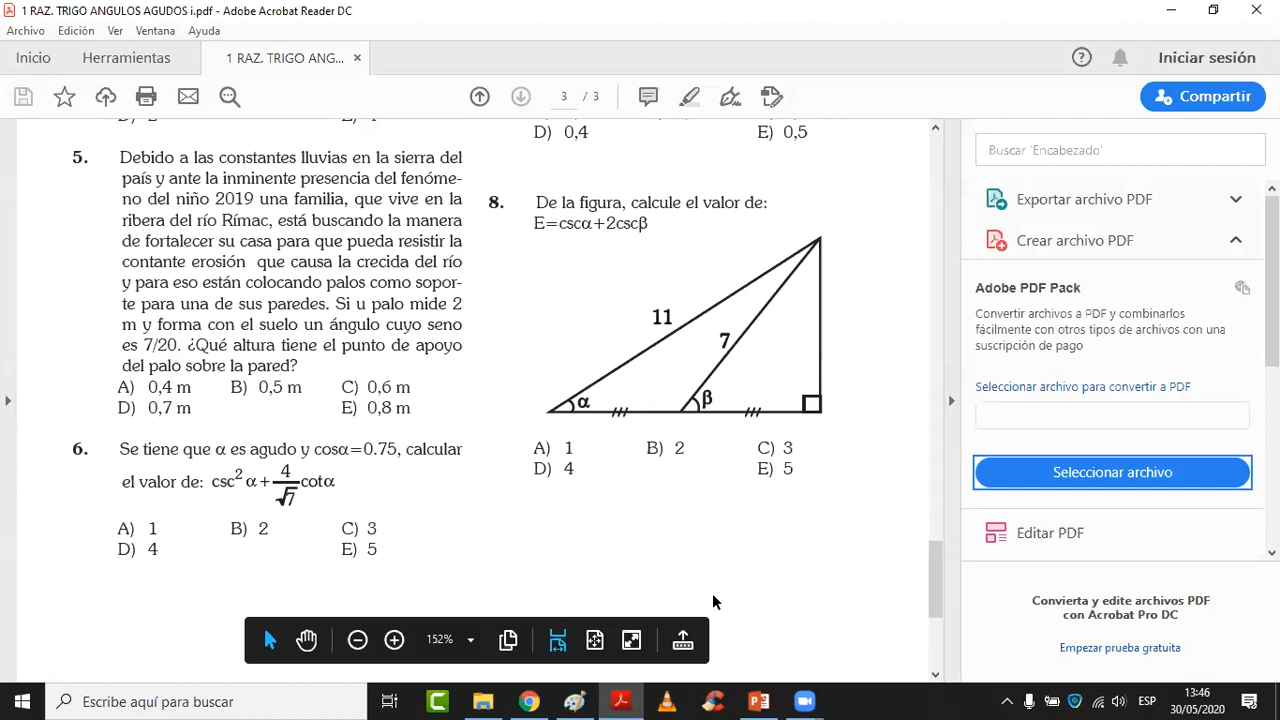 1 RAZ. TRIGO ANGULOS AGUDOS i.pdf - Adobe Acrobat Reader DC
Archivo Edición Ver Ventana Ayuda
Inicio Herramientas 1 RAZ. TRIGO ANG... × Iniciar sesión
3 / 3 Compartir
D) 0,4 E) 0,5
5. Debido a las constantes lluvias en la sierra del
país y ante la inminente presencia del fenóme-
no del niño 2019 una familia, que vive en la
ribera del río Rímac, está buscando la manera
de fortalecer su casa para que pueda resistir la
contante erosión que causa la crecida del río
y para eso están colocando palos como sopor-
te para una de sus paredes. Si u palo mide 2
m y forma con el suelo un ángulo cuyo seno
es 7/20. ¿Qué altura tiene el punto de apoyo
del palo sobre la pared?
A) 0,4 m B) 0,5 m C) 0,6 m
D) 0,7 m E) 0,8 m
6. Se tiene que α es agudo y cosα=0.75, calcular
el valor de: csc² α + 4/√7 cotα
A) 1 B) 2 C) 3
D) 4 E) 5
8. De la figura, calcule el valor de:
E=cscα+2cscβ
11
7
α
β
A) 1 B) 2 C) 3
D) 4 E) 5
152%
Buscar 'Encabezado'
Exportar archivo PDF
Crear archivo PDF
Adobe PDF Pack
Convertir archivos a PDF y combinarlos
fácilmente con otros tipos de archivos con una
suscripción de pago
Seleccionar archivo para convertir a PDF
Seleccionar archivo
Editar PDF
Convierta y edite archivos PDF
con Acrobat Pro DC
Empezar prueba gratuita
Escribe aquí para buscar
ESP
13:46
30/05/2020